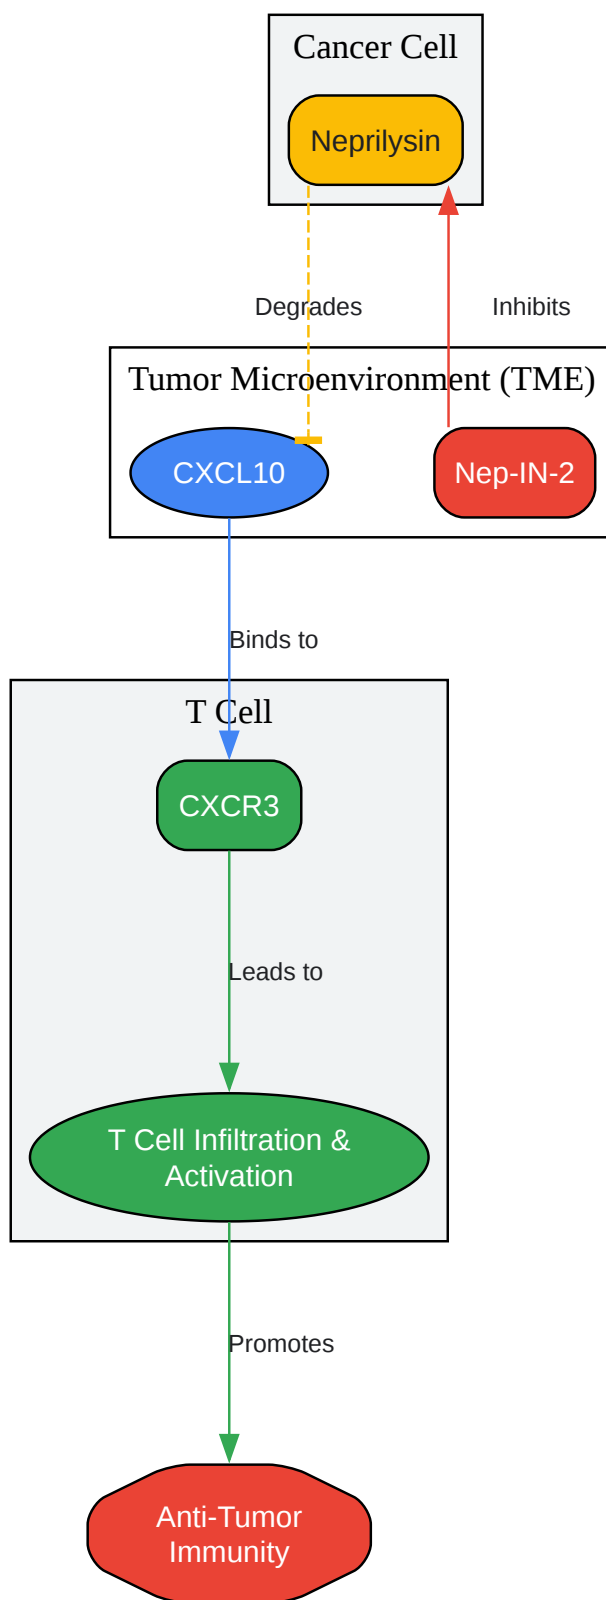 Cancer Cell
Neprilysin
Degrades
Inhibits
Tumor Microenvironment (TME)
CXCL10
Nep-IN-2
Binds to
T Cell
CXCR3
Leads to
T Cell Infiltration &
Activation
Promotes
Anti-Tumor
Immunity